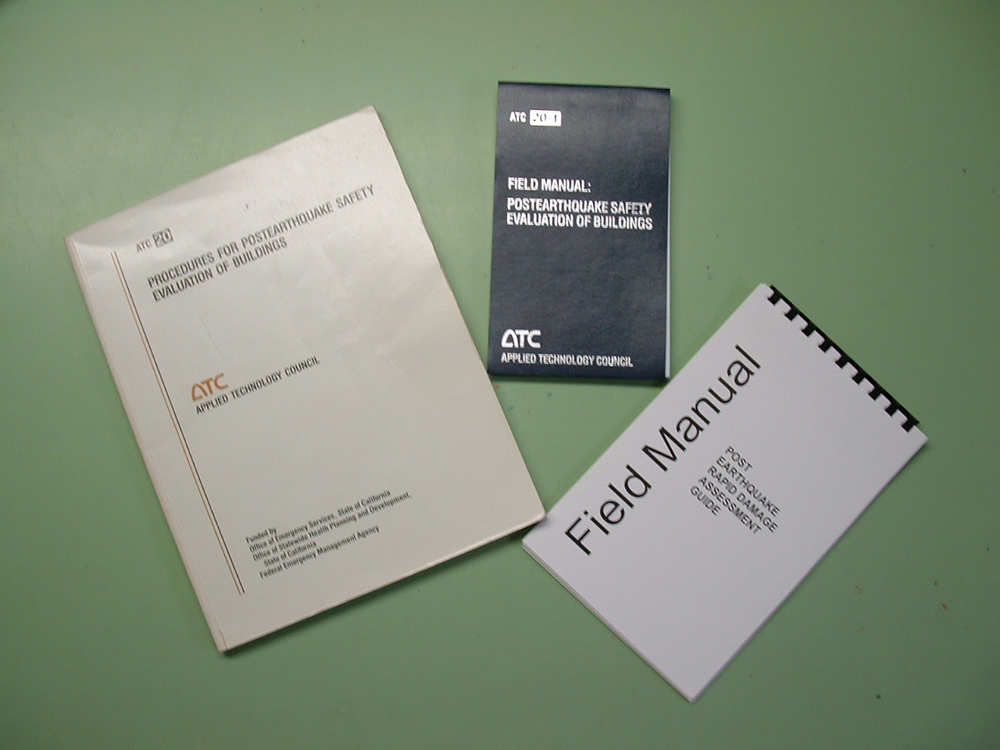 ATC 20
PROCEDURES FOR POSTEARTHQUAKE SAFETY
EVALUATION OF BUILDINGS
ATC
APPLIED TECHNOLOGY COUNCIL
Funded by
Office of Emergency Services, State of California
Office of Statewide Health Planning and Development,
State of California
Federal Emergency Management Agency
ATC 20-1
FIELD MANUAL:
POSTEARTHQUAKE SAFETY
EVALUATION OF BUILDINGS
ATC
APPLIED TECHNOLOGY COUNCIL
Field Manual
POST
EARTHQUAKE
RAPID DAMAGE
ASSESSMENT
GUIDE